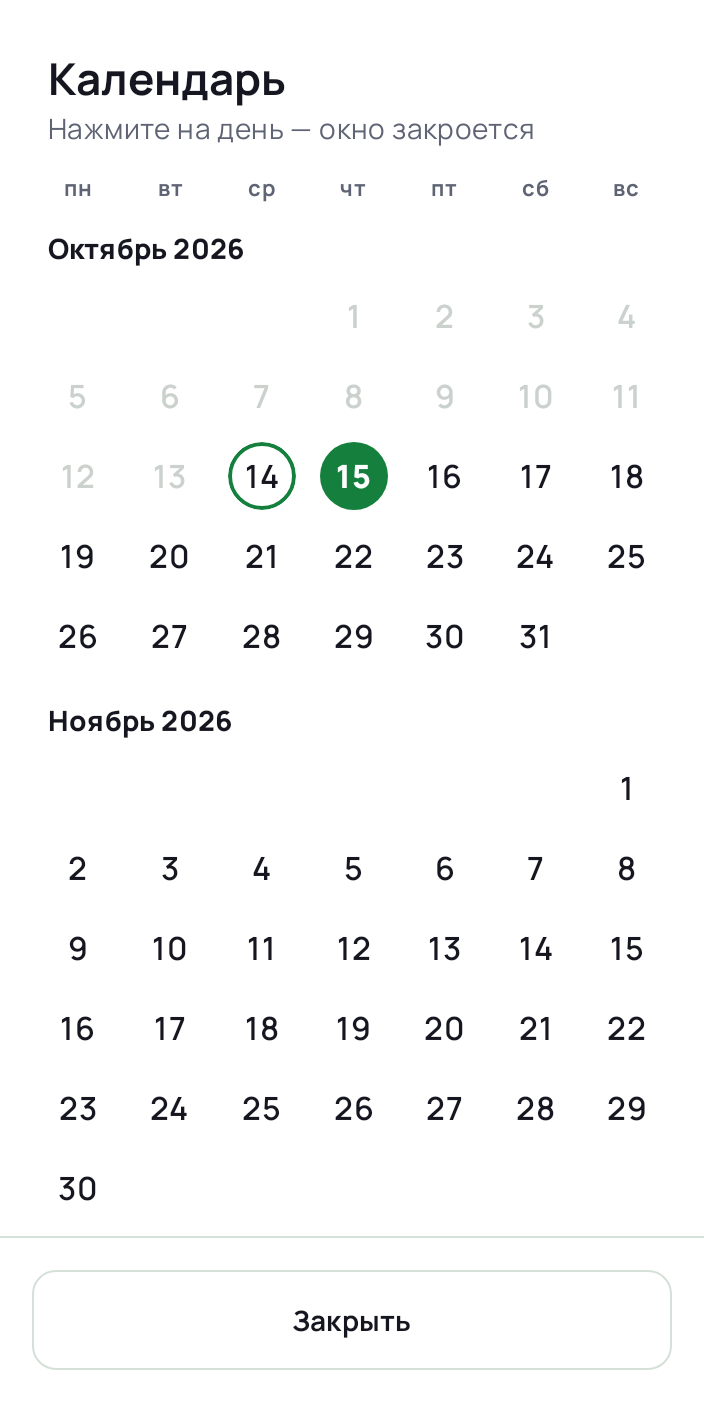 Календарь
Нажмите на день — окно закроется
пн вт ср чт пт сб вс
Октябрь 2026
1 2 3 4
5 6 7 8 9 10 11
12 13 14 15 16 17 18
19 20 21 22 23 24 25
26 27 28 29 30 31
Ноябрь 2026
1
2 3 4 5 6 7 8
9 10 11 12 13 14 15
16 17 18 19 20 21 22
23 24 25 26 27 28 29
30
Закрыть